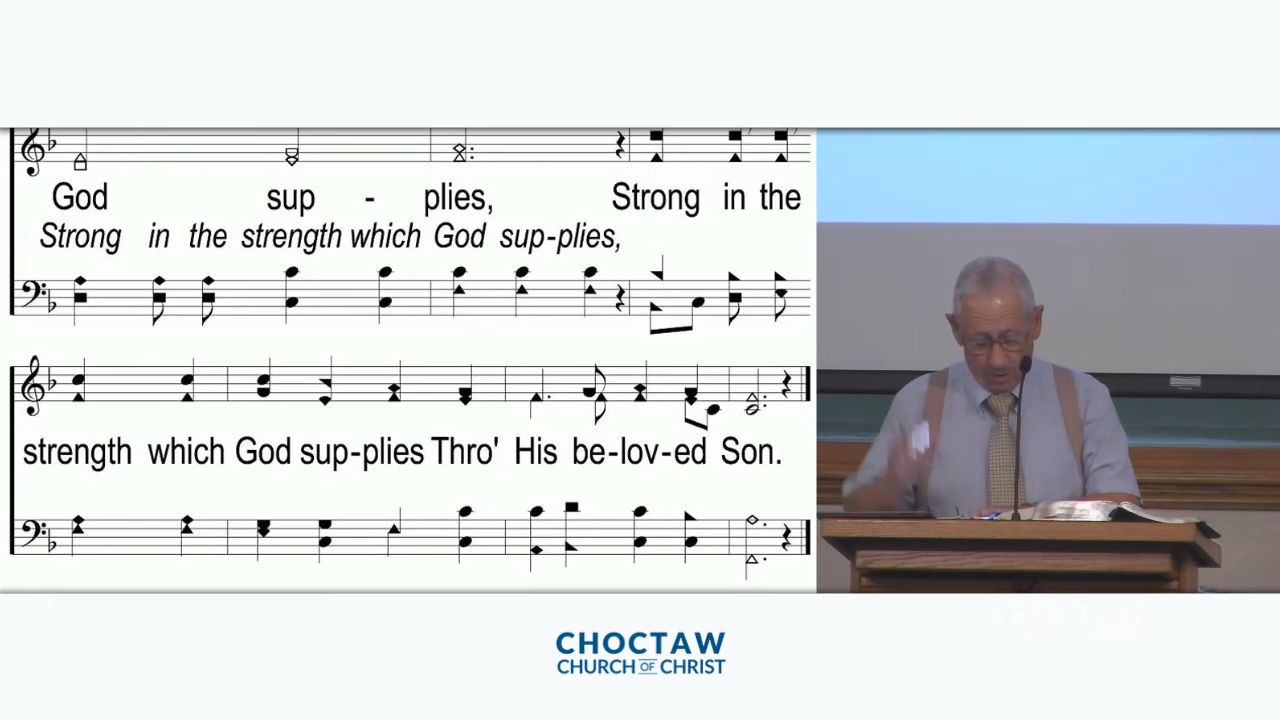 God sup - plies, Strong in the
Strong in the strength which God sup-plies,
strength which God sup-plies Thro' His be-lov-ed Son.
CHOCTAW
CHURCH OF CHRIST